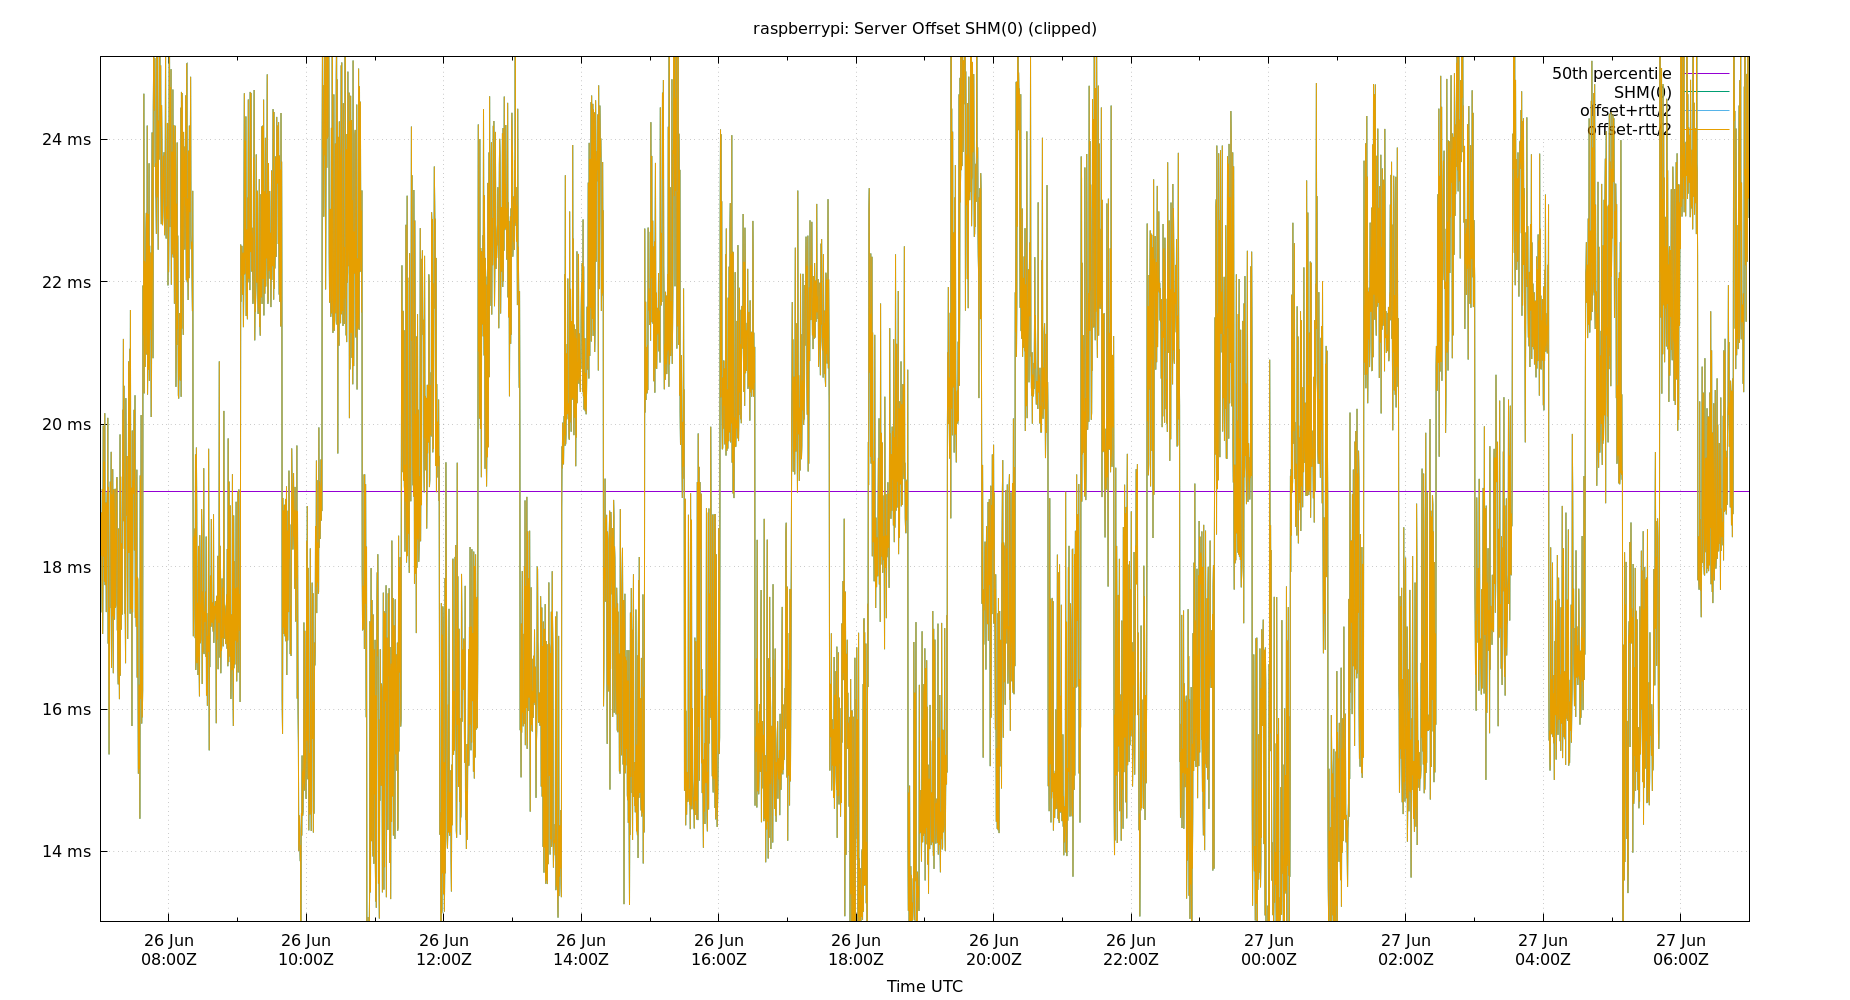 raspberrypi: Server Offset SHM(0) (clipped)
50th percentile
SHM(0)
offset+rtt/2
offset-rtt/2
24 ms
22 ms
20 ms
18 ms
16 ms
14 ms
26 Jun 26 Jun 26 Jun 26 Jun 26 Jun 26 Jun 26 Jun 26 Jun 27 Jun 27 Jun 27 Jun 27 Jun
08:00Z 10:00Z 12:00Z 14:00Z 16:00Z 18:00Z 20:00Z 22:00Z 00:00Z 02:00Z 04:00Z 06:00Z
Time UTC